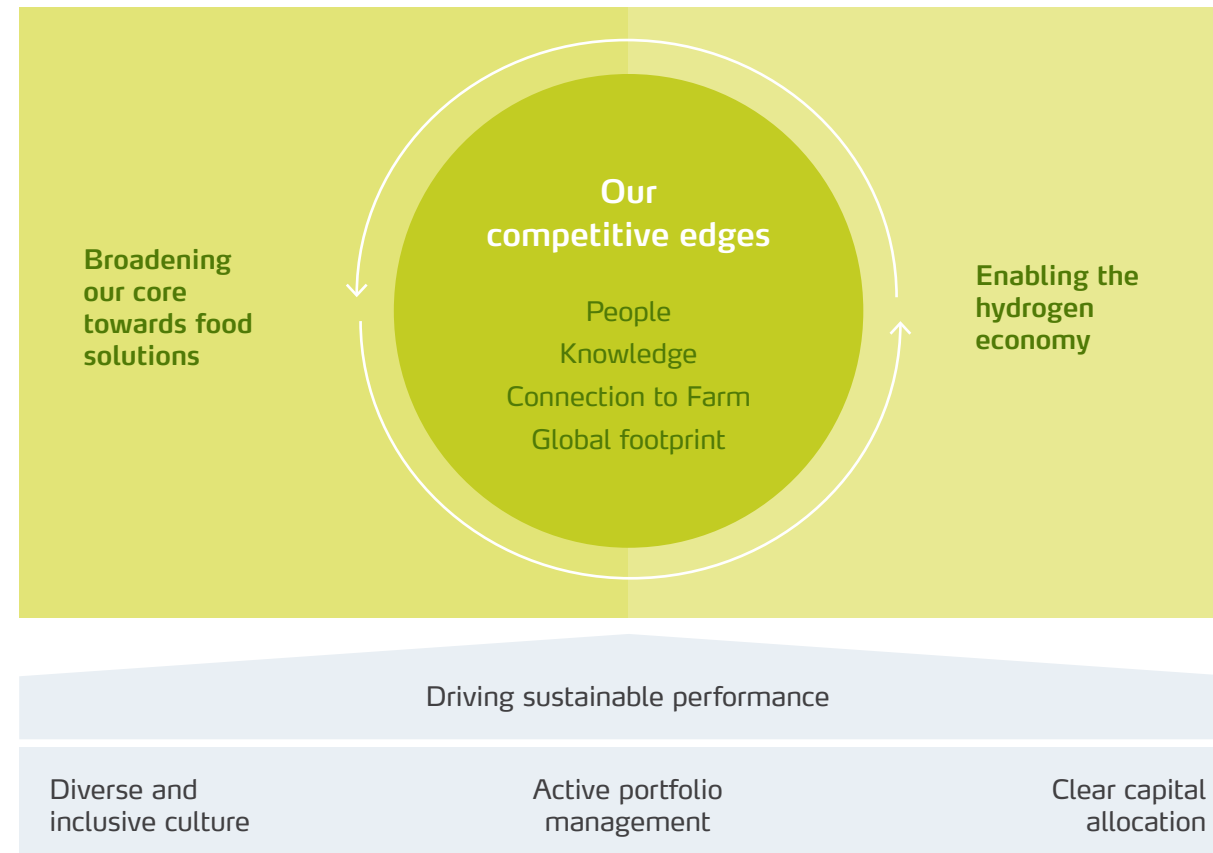 Our
competitive edges
Broadening
our core
towards food
solutions
People
Knowledge
Connection to Farm
Global footprint
Enabling the
hydrogen
economy
Driving sustainable performance
Diverse and
inclusive culture
Active portfolio
management
Clear capital
allocation